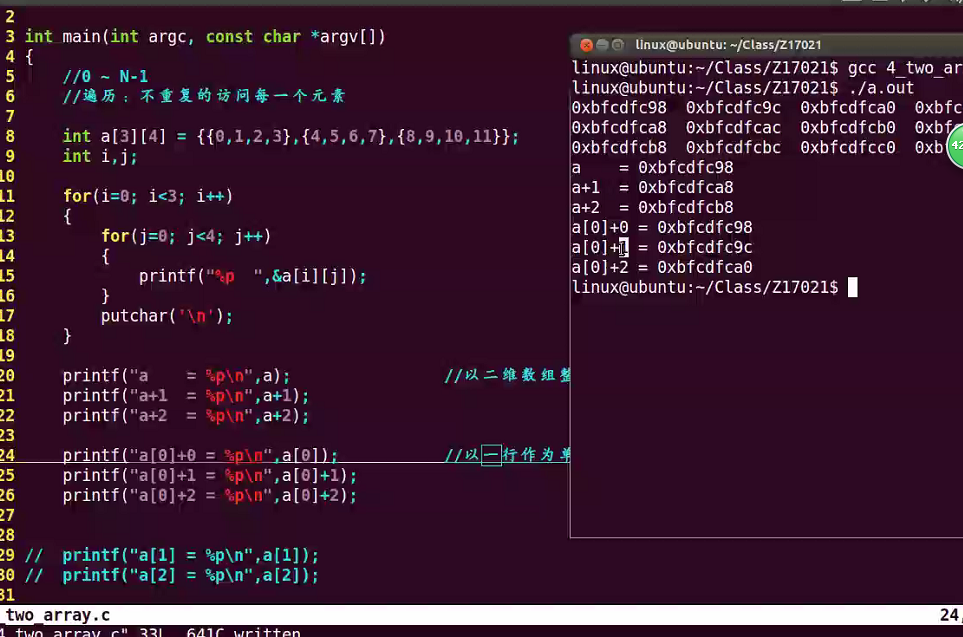 2
3 int main(int argc, const char *argv[])
4 {
5 //0 ~ N-1
6 //遍历：不重复的访问每一个元素
7
8 int a[3][4] = {{0,1,2,3},{4,5,6,7},{8,9,10,11}};
9 int i,j;
10
11 for(i=0; i<3; i++)
12 {
13 for(j=0; j<4; j++)
14 {
15 printf("%p  ",&a[i][j]);
16 }
17 putchar('\n');
18 }
19
20 printf("a    = %p\n",a); //以二维数组整
21 printf("a+1  = %p\n",a+1);
22 printf("a+2  = %p\n",a+2);
23
24 printf("a[0]+0 = %p\n",a[0]); //以一行作为单
25 printf("a[0]+1 = %p\n",a[0]+1);
26 printf("a[0]+2 = %p\n",a[0]+2);
27
28
29 //  printf("a[1] = %p\n",a[1]);
30 //  printf("a[2] = %p\n",a[2]);
_two_array.c 24,
4_two_array.c" 33L, 641C written
linux@ubuntu: ~/Class/Z17021
linux@ubuntu:~/Class/Z17021$ gcc 4_two_ar
linux@ubuntu:~/Class/Z17021$ ./a.out
0xbfcdfc98  0xbfcdfc9c  0xbfcdfca0  0xbfc
0xbfcdfca8  0xbfcdfcac  0xbfcdfcb0  0xb
0xbfcdfcb8  0xbfcdfcbc  0xbfcdfcc0  0xb
a    = 0xbfcdfc98
a+1  = 0xbfcdfca8
a+2  = 0xbfcdfcb8
a[0]+0 = 0xbfcdfc98
a[0]+1 = 0xbfcdfc9c
a[0]+2 = 0xbfcdfca0
linux@ubuntu:~/Class/Z17021$
42